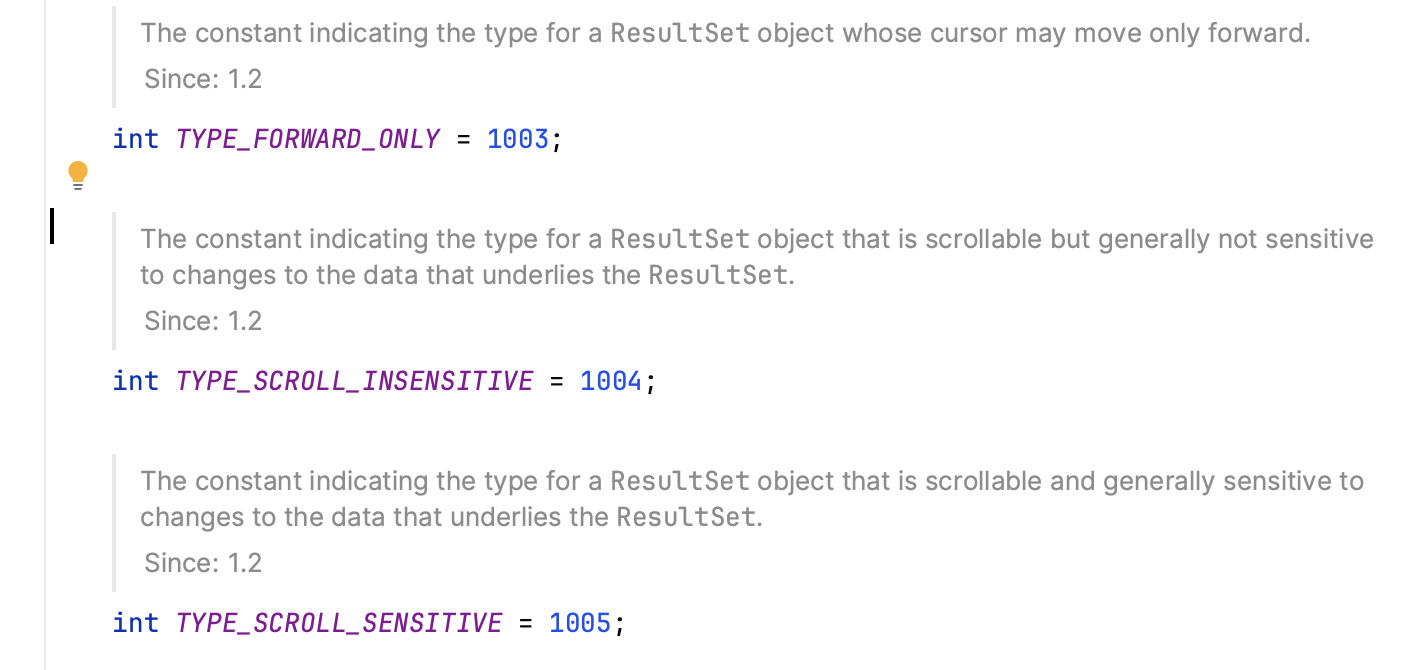 The constant indicating the type for a ResultSet object whose cursor may move only forward.
Since: 1.2
int TYPE_FORWARD_ONLY = 1003;
The constant indicating the type for a ResultSet object that is scrollable but generally not sensitive
to changes to the data that underlies the ResultSet.
Since: 1.2
int TYPE_SCROLL_INSENSITIVE = 1004;
The constant indicating the type for a ResultSet object that is scrollable and generally sensitive to
changes to the data that underlies the ResultSet.
Since: 1.2
int TYPE_SCROLL_SENSITIVE = 1005;